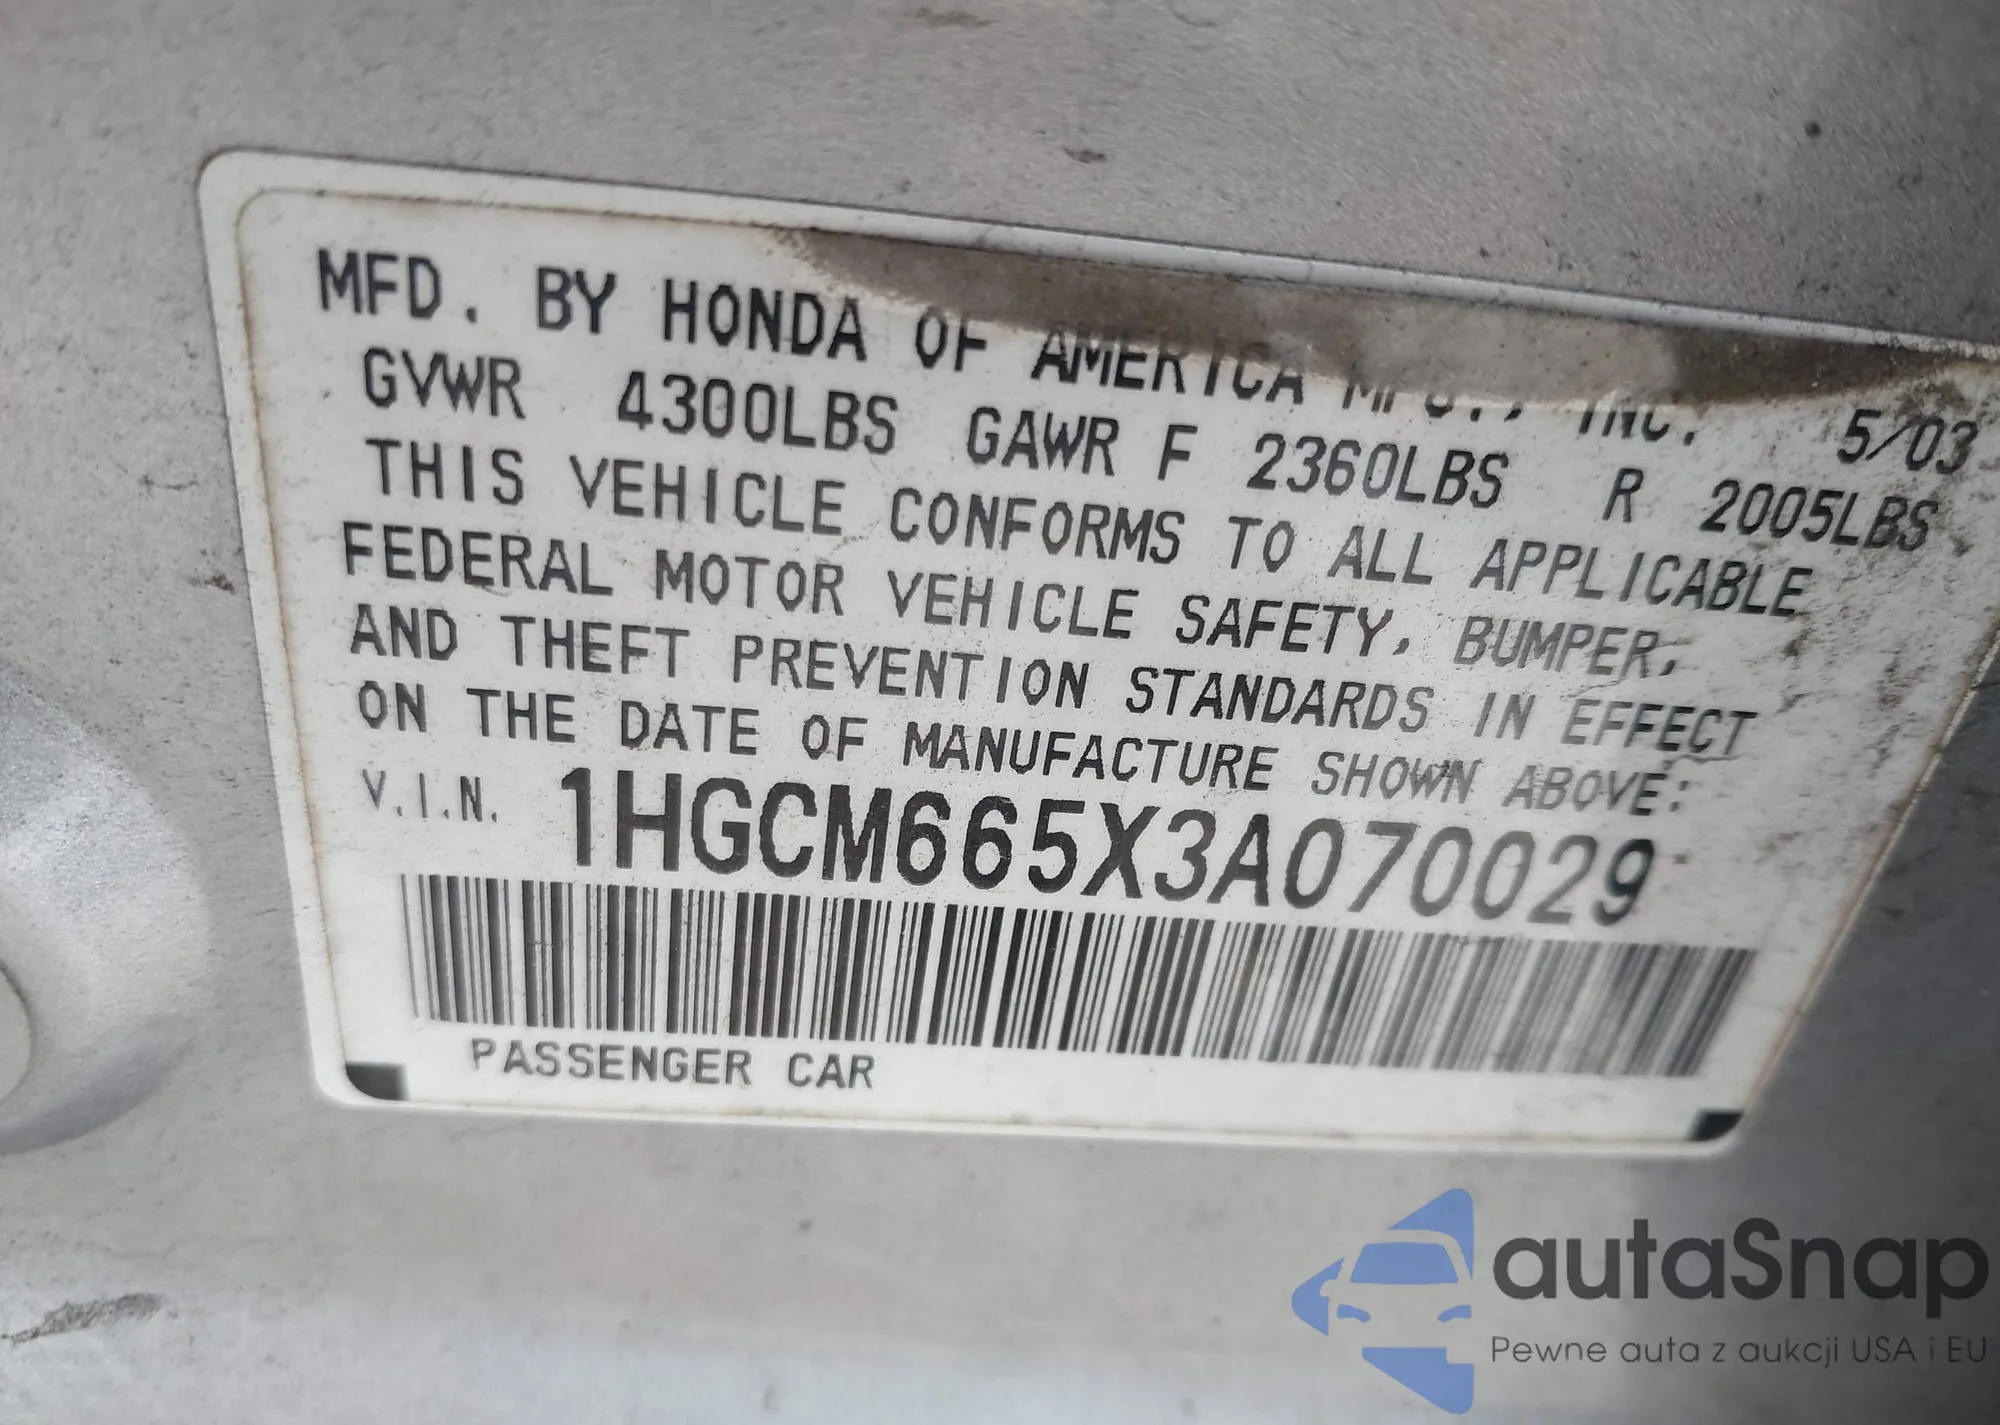 MFD. BY HONDA OF AMERICA MFG., INC. 5/03
GVWR 4300LBS GAWR F 2360LBS R 2005LBS
THIS VEHICLE CONFORMS TO ALL APPLICABLE
FEDERAL MOTOR VEHICLE SAFETY, BUMPER,
AND THEFT PREVENTION STANDARDS IN EFFECT
ON THE DATE OF MANUFACTURE SHOWN ABOVE:
V.I.N. 1HGCM665X3A070029
PASSENGER CAR
autaSnap
Pewne auta z aukcji USA i EU